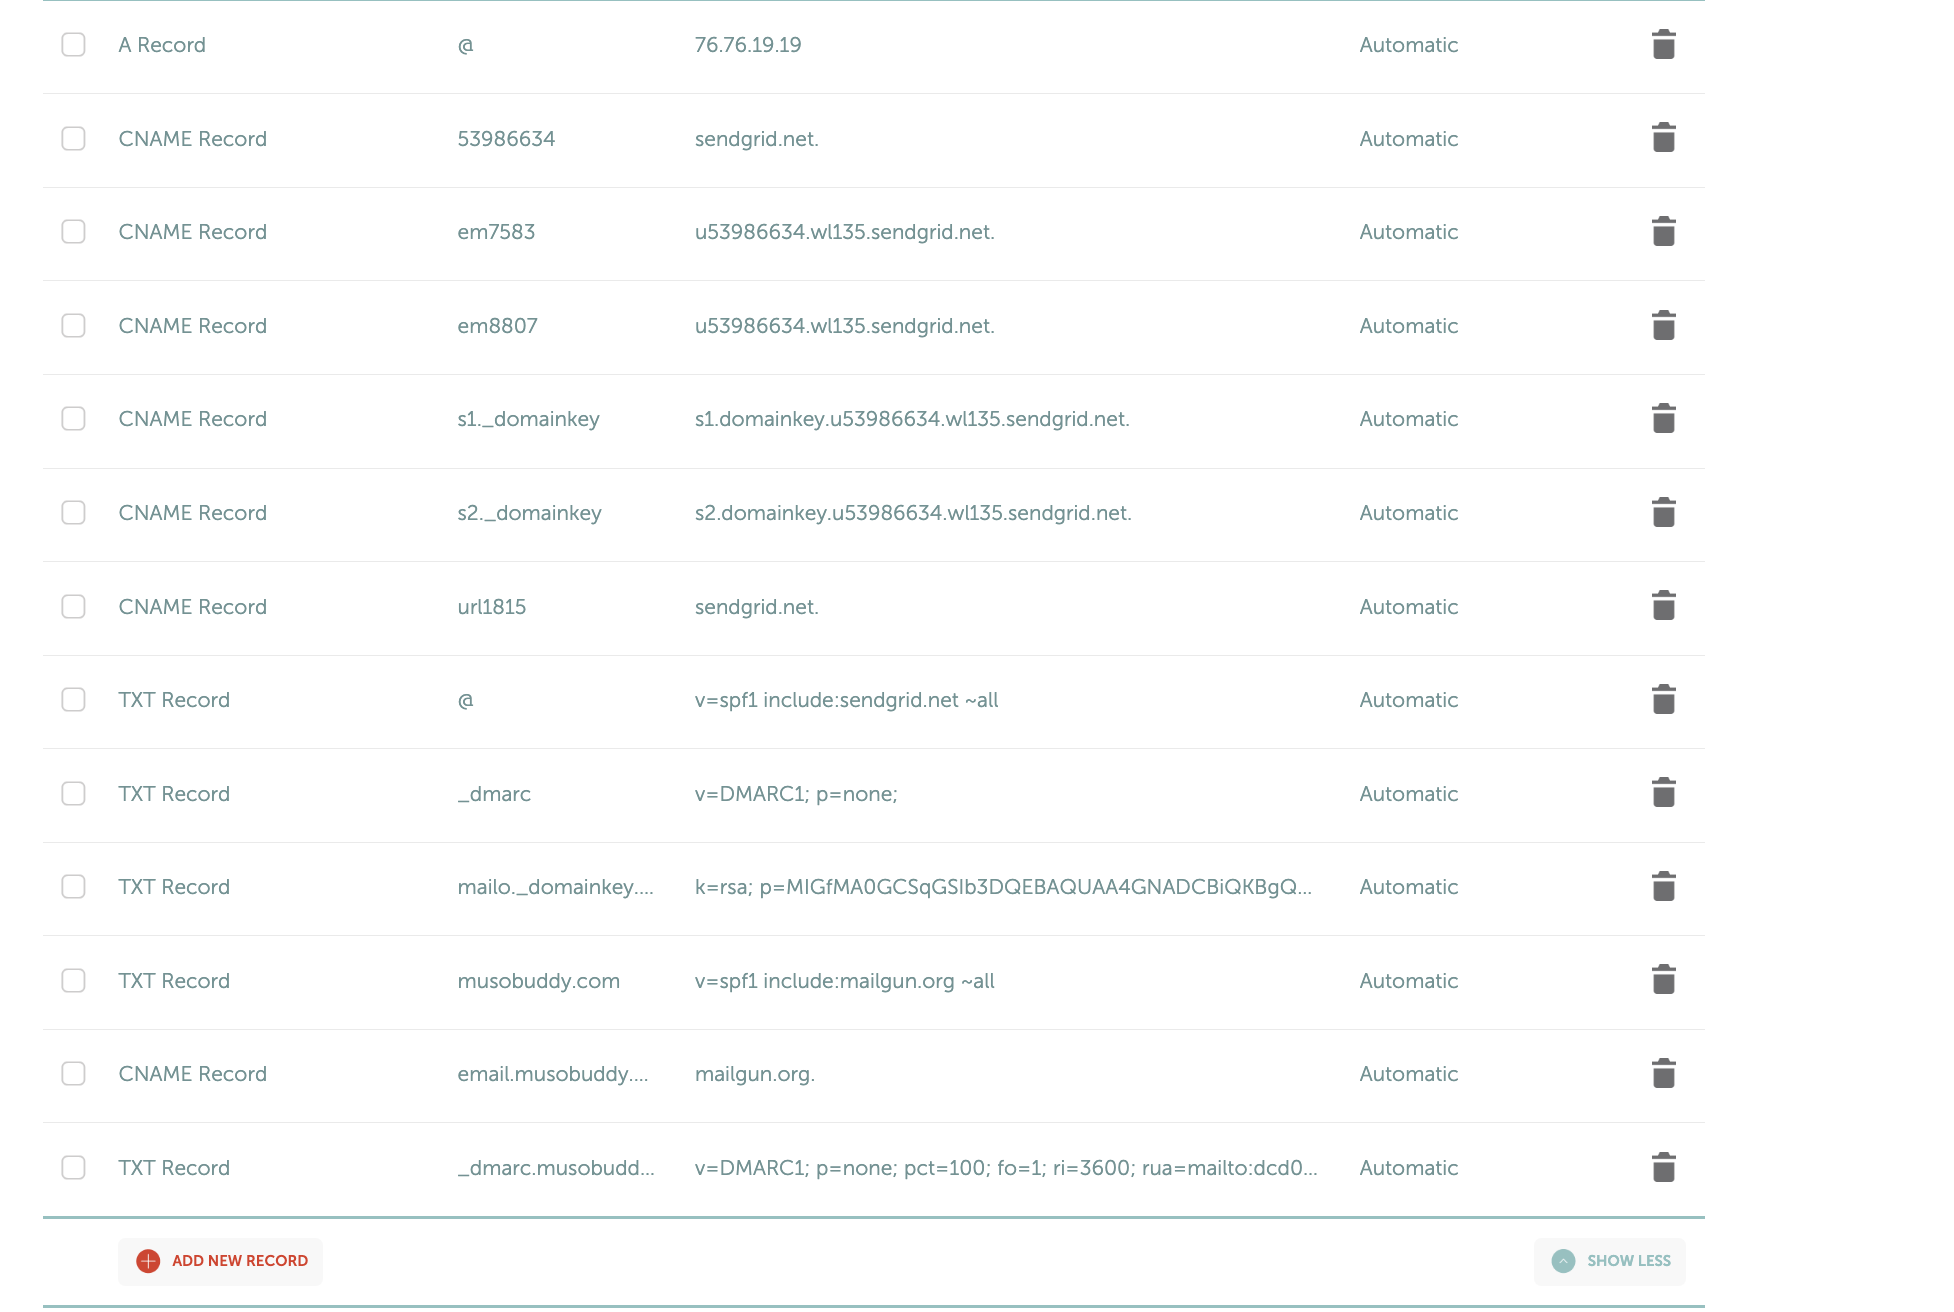 A Record @ 76.76.19.19 Automatic
CNAME Record 53986634 sendgrid.net. Automatic
CNAME Record em7583 u53986634.wl135.sendgrid.net. Automatic
CNAME Record em8807 u53986634.wl135.sendgrid.net. Automatic
CNAME Record s1._domainkey s1.domainkey.u53986634.wl135.sendgrid.net. Automatic
CNAME Record s2._domainkey s2.domainkey.u53986634.wl135.sendgrid.net. Automatic
CNAME Record url1815 sendgrid.net. Automatic
TXT Record @ v=spf1 include:sendgrid.net ~all Automatic
TXT Record _dmarc v=DMARC1; p=none; Automatic
TXT Record mailo._domainkey.... k=rsa; p=MIGfMA0GCSqGSIb3DQEBAQUAA4GNADCBiQKBgQ... Automatic
TXT Record musobuddy.com v=spf1 include:mailgun.org ~all Automatic
CNAME Record email.musobuddy.... mailgun.org. Automatic
TXT Record _dmarc.musobudd... v=DMARC1; p=none; pct=100; fo=1; ri=3600; rua=mailto:dcd0... Automatic
ADD NEW RECORD SHOW LESS